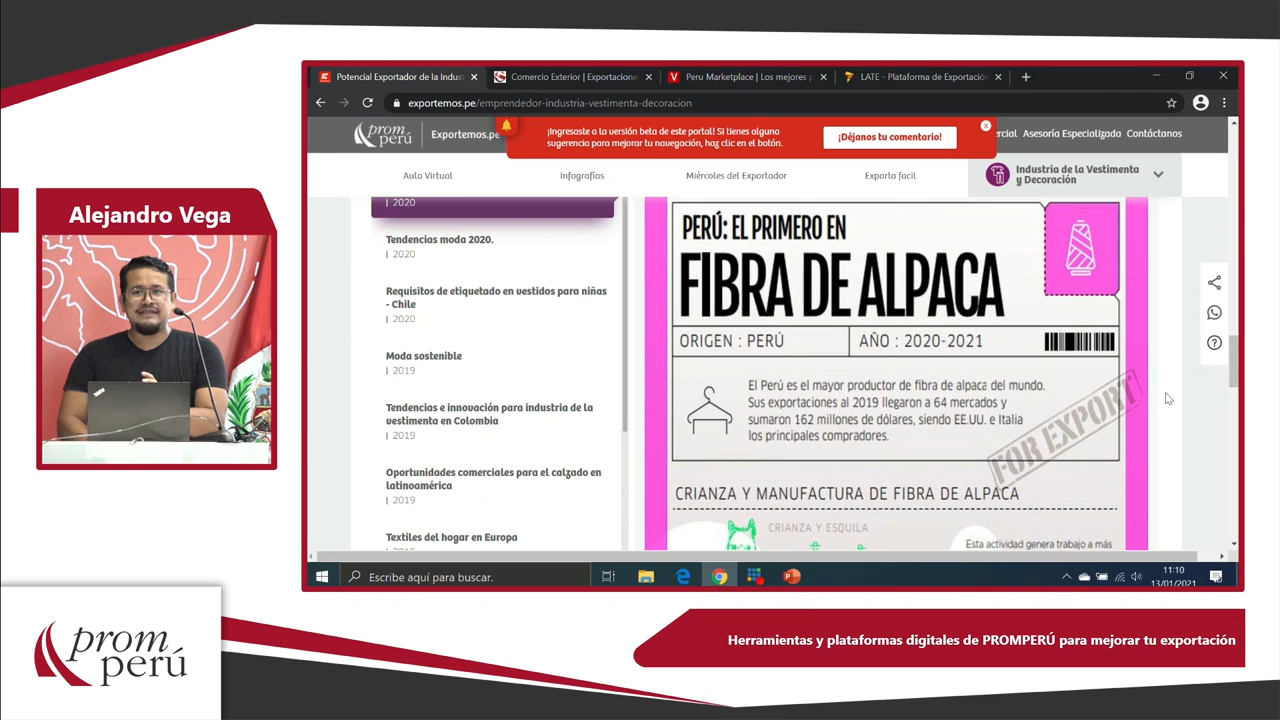 Alejandro Vega
Potencial Exportador de la Indust
Comercio Exterior | Exportacione
Peru Marketplace | Los mejores p
LATE - Plataforma de Exportación
exportemos.pe/emprendedor-industria-vestimenta-decoracion
prom
perú
Exportemos.pe
¡Ingresaste a la versión beta de este portal! Si tienes alguna
sugerencia para mejorar tu navegación, haz clic en el botón.
¡Déjanos tu comentario!
rcial
Asesoría Especializada
Contáctanos
Aula Virtual
Infografías
Miércoles del Exportador
Exporta facil
Industria de la Vestimenta
y Decoración
| 2020
Tendencias moda 2020.
| 2020
Requisitos de etiquetado en vestidos para niñas
- Chile
| 2020
Moda sostenible
| 2019
Tendencias e innovación para industria de la
vestimenta en Colombia
| 2019
Oportunidades comerciales para el calzado en
latinoamérica
| 2019
Textiles del hogar en Europa
PERÚ: EL PRIMERO EN
FIBRA DE ALPACA
ORIGEN : PERÚ
AÑO : 2020-2021
El Perú es el mayor productor de fibra de alpaca del mundo.
Sus exportaciones al 2019 llegaron a 64 mercados y
sumaron 162 millones de dólares, siendo EE.UU. e Italia
los principales compradores.
FOR EXPORT
CRIANZA Y MANUFACTURA DE FIBRA DE ALPACA
CRIANZA Y ESQUILA
Esta actividad genera trabajo a más
Escribe aquí para buscar.
11:10
13/01/2021
prom
perú
Herramientas y plataformas digitales de PROMPERÚ para mejorar tu exportación